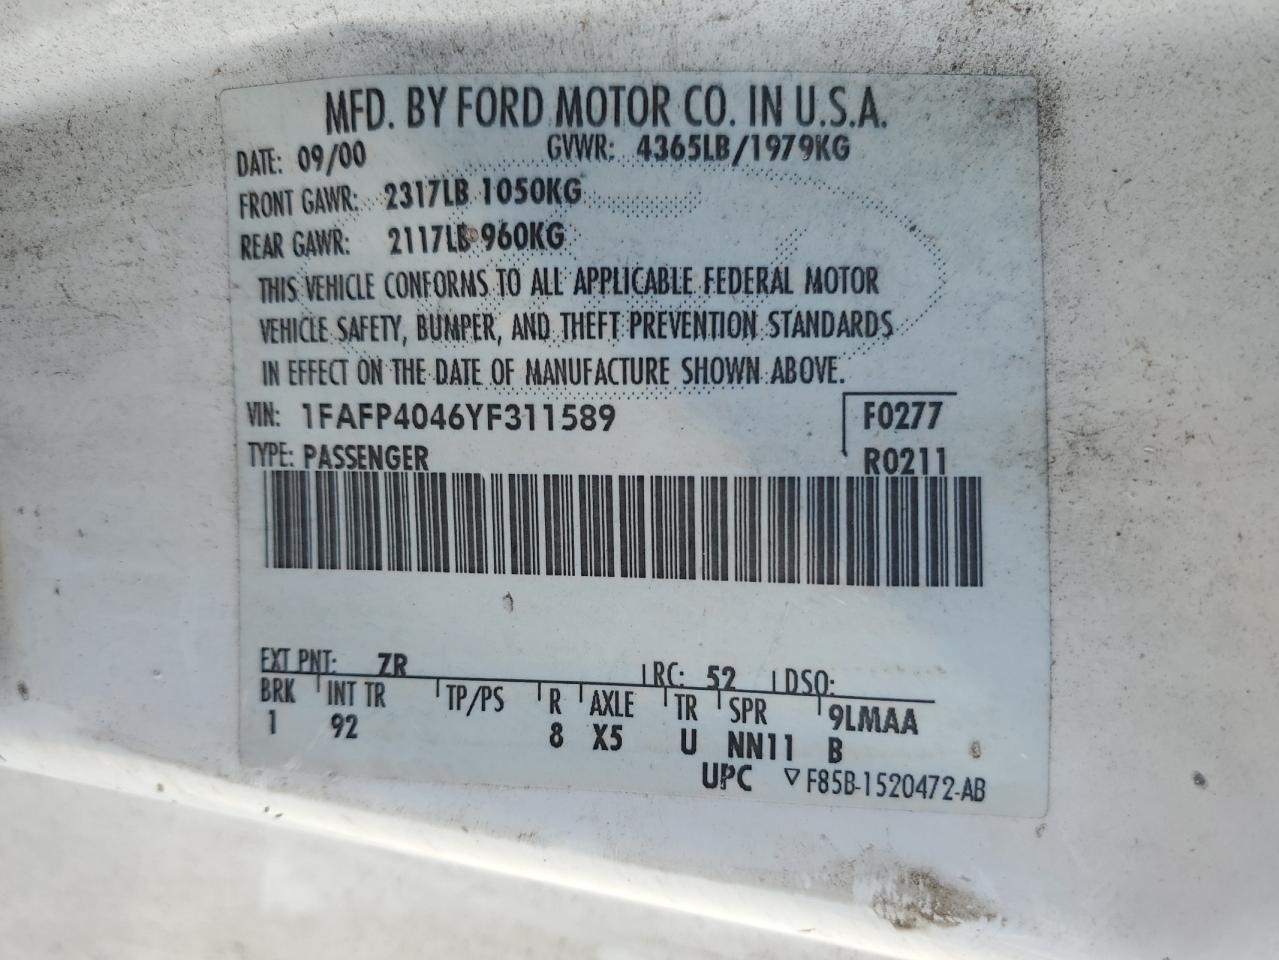 MFD. BY FORD MOTOR CO. IN U.S.A.
DATE: 09/00 GVWR: 4365LB/1979KG
FRONT GAWR: 2317LB 1050KG
REAR GAWR: 2117LB 960KG
THIS VEHICLE CONFORMS TO ALL APPLICABLE FEDERAL MOTOR
VEHICLE SAFETY, BUMPER, AND THEFT PREVENTION STANDARDS
IN EFFECT ON THE DATE OF MANUFACTURE SHOWN ABOVE.
VIN: 1FAFP4046YF311589 F0277
TYPE: PASSENGER R0211
EXT PNT: ZR RC: 52 DSO:
BRK INT TR TP/PS R AXLE TR SPR 9LMAA
1 92 8 X5 U NN11 B
UPC ▽ F85B-1520472-AB